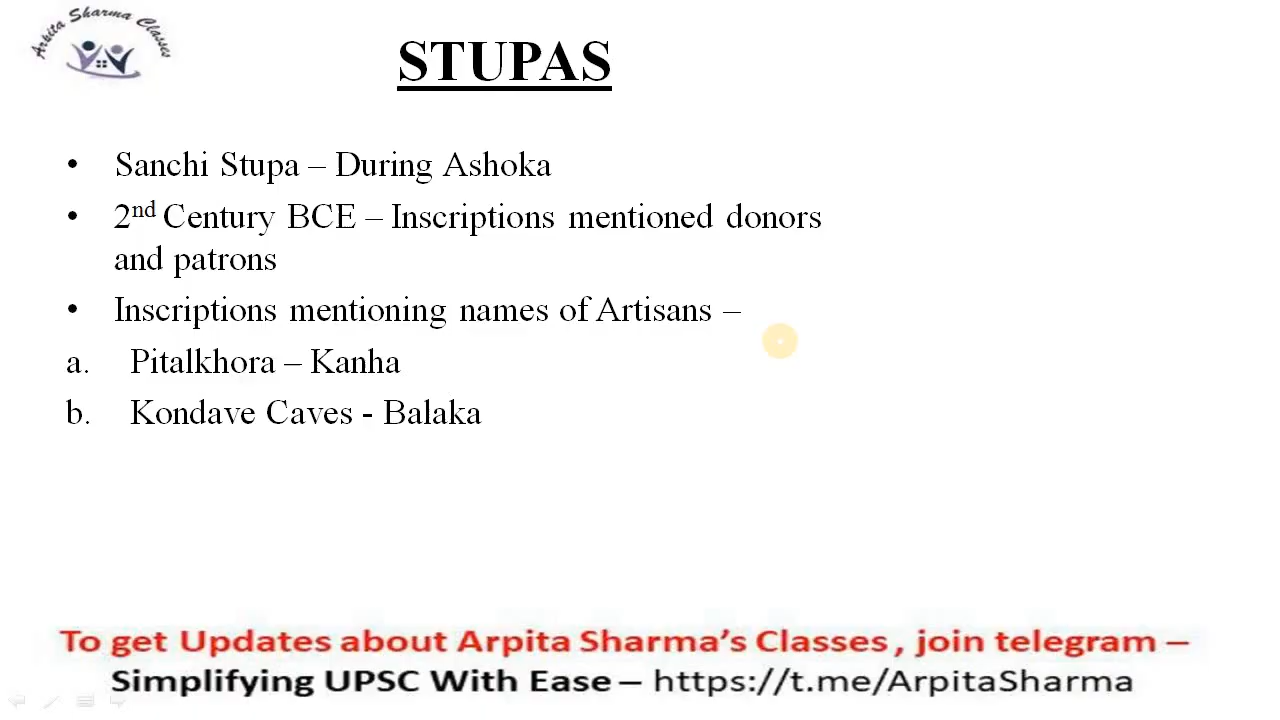 Arpita Sharma Classes
STUPAS
• Sanchi Stupa – During Ashoka
• 2nd Century BCE – Inscriptions mentioned donors
and patrons
• Inscriptions mentioning names of Artisans –
a. Pitalkhora – Kanha
b. Kondave Caves - Balaka
To get Updates about Arpita Sharma’s Classes , join telegram –
Simplifying UPSC With Ease – https://t.me/ArpitaSharma